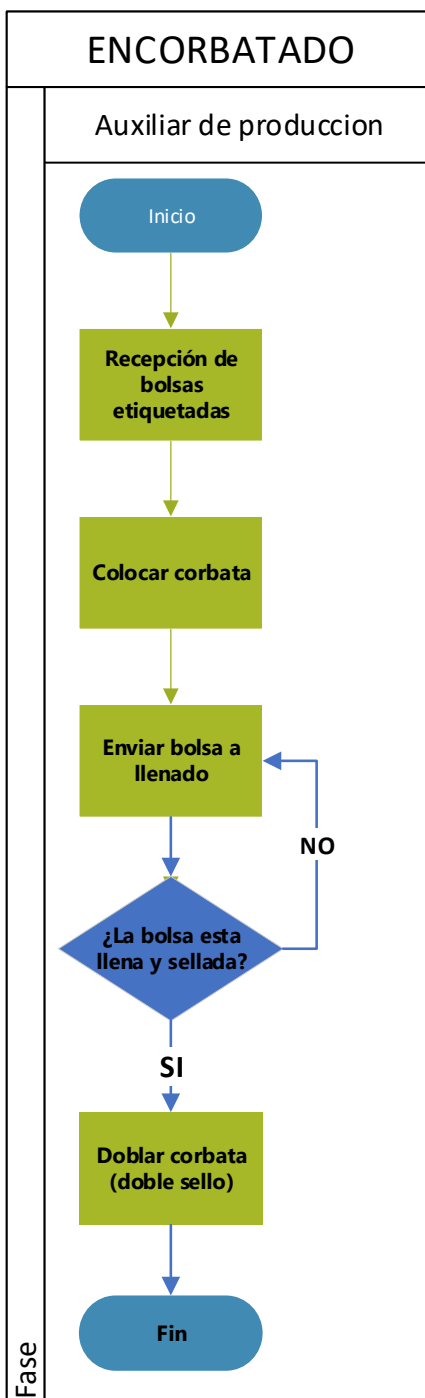 ENCORBATADO
Auxiliar de produccion
Inicio
Recepción de
bolsas
etiquetadas
Colocar corbata
Enviar bolsa a
llenado
NO
¿La bolsa esta
llena y sellada?
SI
Doblar corbata
(doble sello)
Fin
Fase